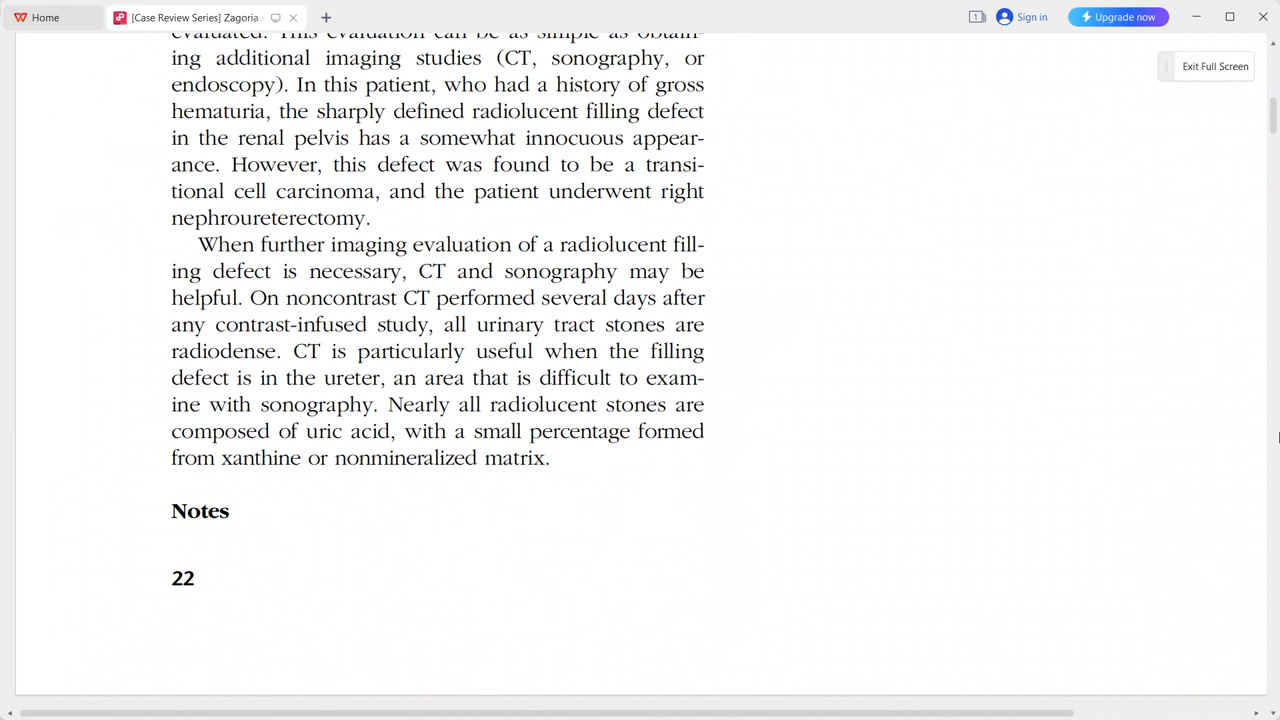 Home
[Case Review Series] Zagoria
1
Sign in
Upgrade now
Exit Full Screen
evaluated. This evaluation can be as simple as obtain-
ing additional imaging studies (CT, sonography, or
endoscopy). In this patient, who had a history of gross
hematuria, the sharply defined radiolucent filling defect
in the renal pelvis has a somewhat innocuous appear-
ance. However, this defect was found to be a transi-
tional cell carcinoma, and the patient underwent right
nephroureterectomy.
When further imaging evaluation of a radiolucent fill-
ing defect is necessary, CT and sonography may be
helpful. On noncontrast CT performed several days after
any contrast-infused study, all urinary tract stones are
radiodense. CT is particularly useful when the filling
defect is in the ureter, an area that is difficult to exam-
ine with sonography. Nearly all radiolucent stones are
composed of uric acid, with a small percentage formed
from xanthine or nonmineralized matrix.
Notes
22